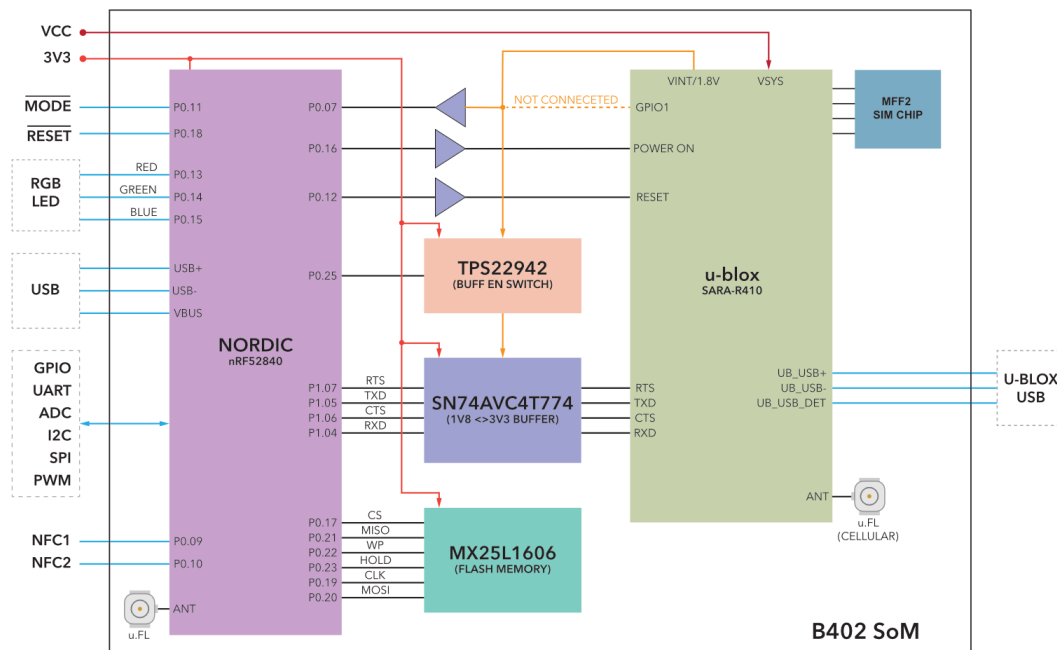 VCC
3V3
MODE
RESET
RED
GREEN
BLUE
RGB
LED
USB
GPIO
UART
ADC
I2C
SPI
PWM
NFC1
NFC2
u.FL
P0.11
P0.18
P0.13
P0.14
P0.15
USB+
USB-
VBUS
NORDIC
nRF52840
P0.09
P0.10
ANT
P0.07
P0.16
P0.12
P0.25
P1.07
P1.05
P1.06
P1.04
P0.17
P0.21
P0.22
P0.23
P0.19
P0.20
RTS
TXD
CTS
RXD
CS
MISO
WP
HOLD
CLK
MOSI
NOT CONNECETED
TPS22942
(BUFF EN SWITCH)
SN74AVC4T774
(1V8 <>3V3 BUFFER)
MX25L1606
(FLASH MEMORY)
VINT/1.8V
VSYS
GPIO1
POWER ON
RESET
u-blox
SARA-R410
RTS
TXD
CTS
RXD
UB_USB+
UB_USB-
UB_USB_DET
ANT
MFF2
SIM CHIP
U-BLOX
USB
u.FL
(CELLULAR)
B402 SoM